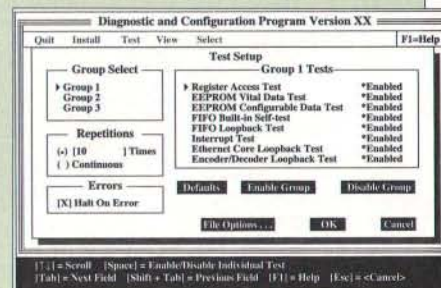 Diagnostic and Configuration Program Version XX
Quit Install Test View Select F1=Help
Test Setup
Group Select
▸ Group 1
Group 2
Group 3
Repetitions
(•) [10 ] Times
( ) Continuous
Errors
[X] Halt On Error
Group 1 Tests
▸ Register Access Test *Enabled
EEPROM Vital Data Test *Enabled
EEPROM Configurable Data Test *Enabled
FIFO Built-in Self-test *Enabled
FIFO Loopback Test *Enabled
Interrupt Test *Enabled
Ethernet Core Loopback Test *Enabled
Encoder/Decoder Loopback Test *Enabled
Defaults Enable Group Disable Group
File Options . . . OK Cancel
[↑↓] = Scroll [Space] = Enable/Disable Individual Test
[Tab] = Next Field [Shift + Tab] = Previous Field [F1] = Help [Esc] = <Cancel>